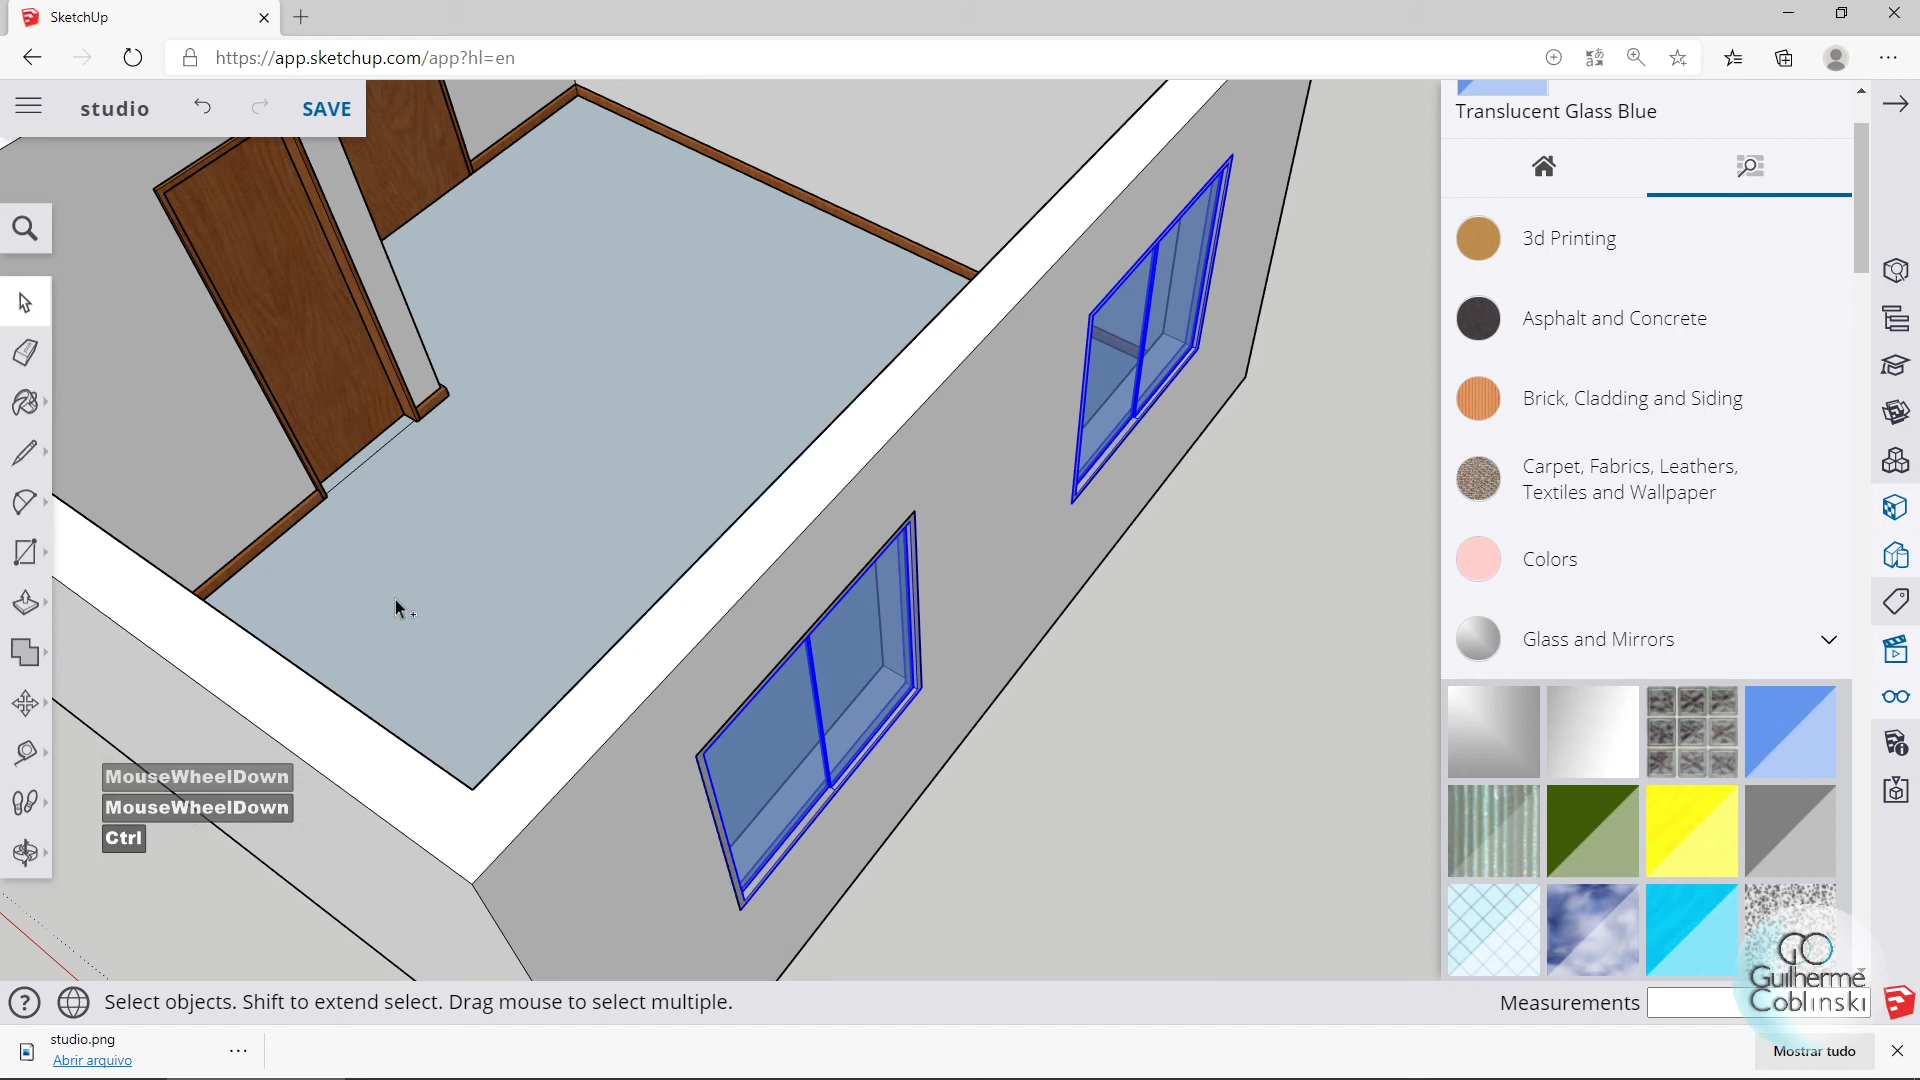 SketchUp
https://app.sketchup.com/app?hl=en
studio
SAVE
Translucent Glass Blue
3d Printing
Asphalt and Concrete
Brick, Cladding and Siding
Carpet, Fabrics, Leathers,
Textiles and Wallpaper
Colors
Glass and Mirrors
MouseWheelDown
MouseWheelDown
Ctrl
GO
Guilherme
Coblinski
Select objects. Shift to extend select. Drag mouse to select multiple.
Measurements
studio.png
Abrir arquivo
Mostrar tudo